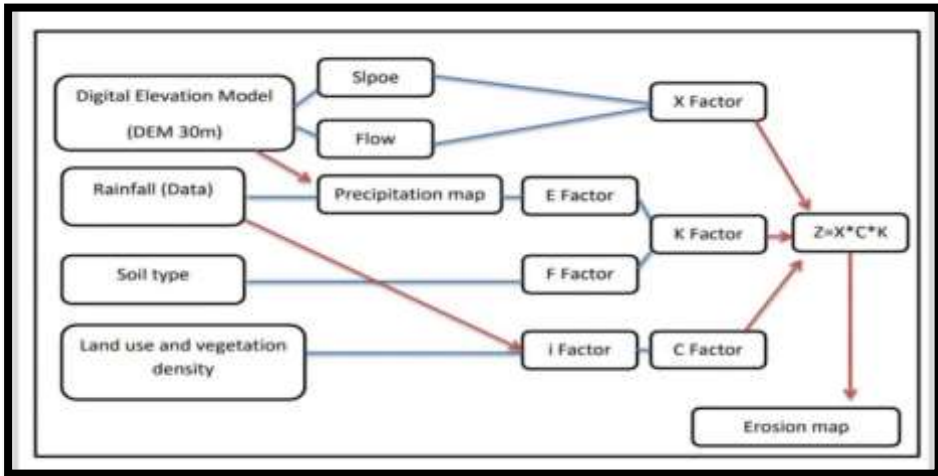 Digital Elevation Model
(DEM 30m)
Slpoe
Flow
X Factor
Rainfall (Data)
Precipitation map
E Factor
K Factor
Z=X*C*K
Soil type
F Factor
Land use and vegetation
density
i Factor
C Factor
Erosion map